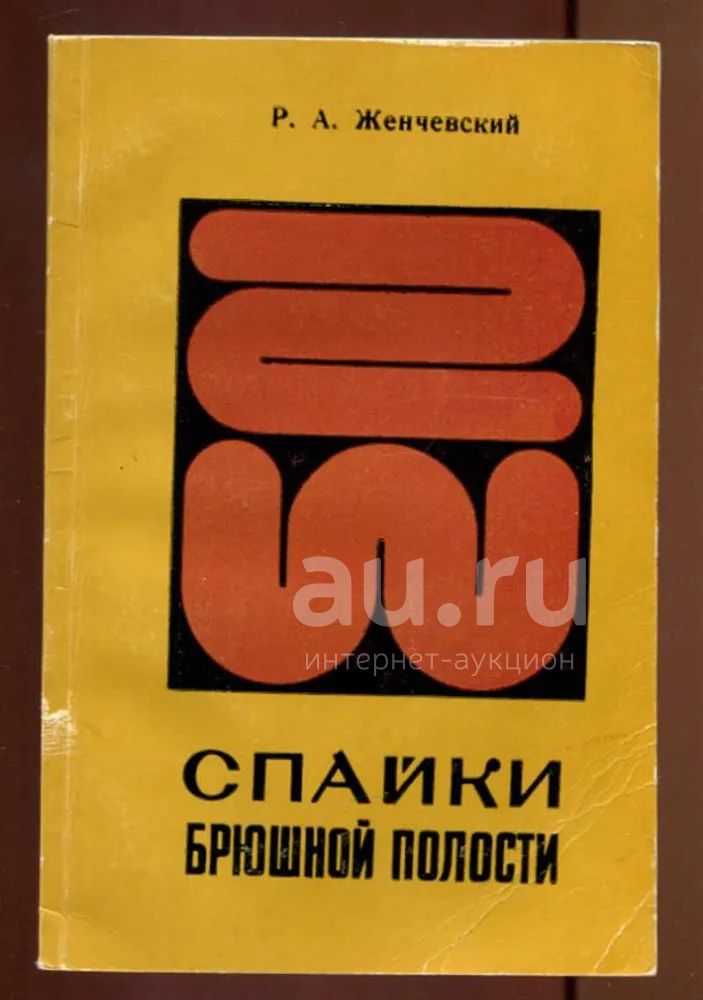 Р. А. Женчевский
au.ru
интернет-аукцион
СПАЙКИ
БРЮШНОЙ ПОЛОСТИ